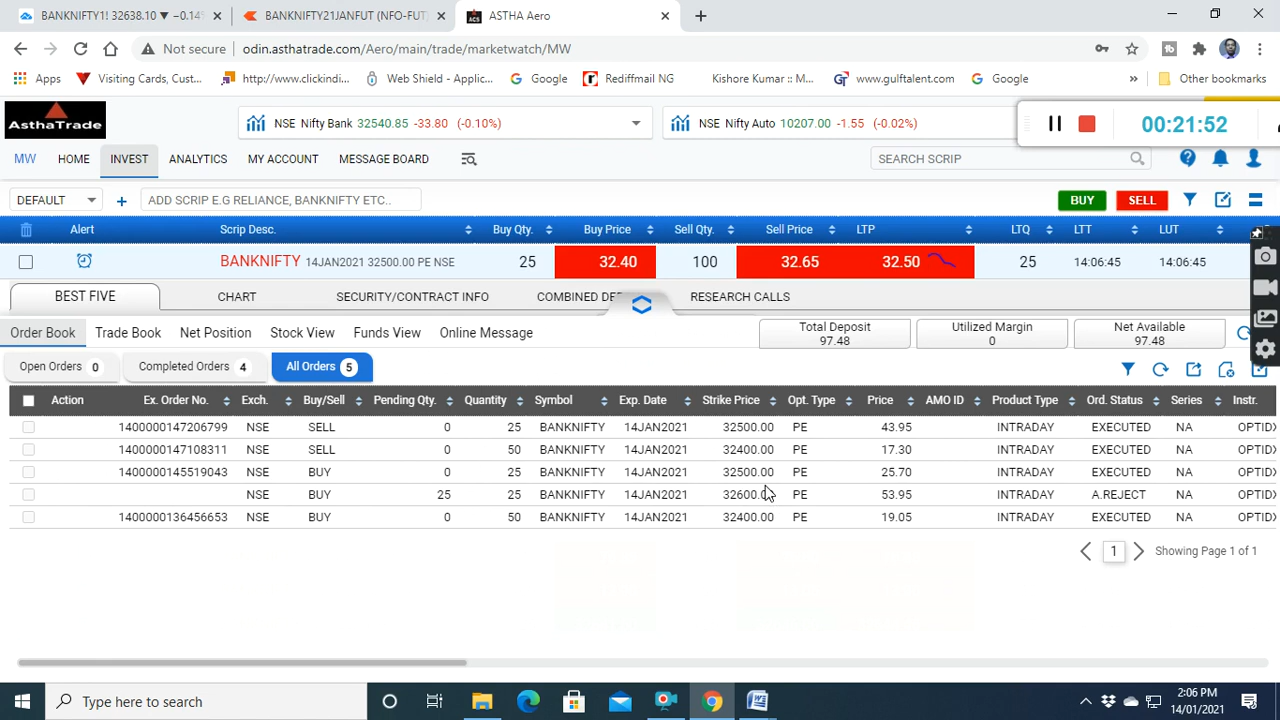 BANKNIFTY1! 32638.10 ▼ −0.14%
BANKNIFTY21JANFUT (NFO-FUT)
ASTHA Aero
Not secure odin.asthatrade.com/Aero/main/trade/marketwatch/MW
Apps Visiting Cards, Cust... http://www.clickindi... Web Shield - Applic... Google Rediffmail NG Kishore Kumar :: M... www.gulftalent.com Google » Other bookmarks
AsthaTrade
NSE Nifty Bank 32540.85 -33.80 (-0.10%)
NSE Nifty Auto 10207.00 -1.55 (-0.02%)
00:21:52
MW HOME INVEST ANALYTICS MY ACCOUNT MESSAGE BOARD SEARCH SCRIP
DEFAULT + ADD SCRIP E.G RELIANCE, BANKNIFTY ETC.. BUY SELL
Alert Scrip Desc. Buy Qty. Buy Price Sell Qty. Sell Price LTP LTQ LTT LUT
BANKNIFTY 14JAN2021 32500.00 PE NSE 25 32.40 100 32.65 32.50 25 14:06:45 14:06:45
BEST FIVE CHART SECURITY/CONTRACT INFO COMBINED DEP RESEARCH CALLS
Order Book Trade Book Net Position Stock View Funds View Online Message
Total Deposit 97.48
Utilized Margin 0
Net Available 97.48
Open Orders 0 Completed Orders 4 All Orders 5
Action Ex. Order No. Exch. Buy/Sell Pending Qty. Quantity Symbol Exp. Date Strike Price Opt. Type Price AMO ID Product Type Ord. Status Series Instr.
1400000147206799 NSE SELL 0 25 BANKNIFTY 14JAN2021 32500.00 PE 43.95 INTRADAY EXECUTED NA OPTIDX
1400000147108311 NSE SELL 0 50 BANKNIFTY 14JAN2021 32400.00 PE 17.30 INTRADAY EXECUTED NA OPTIDX
1400000145519043 NSE BUY 0 25 BANKNIFTY 14JAN2021 32500.00 PE 25.70 INTRADAY EXECUTED NA OPTIDX
NSE BUY 25 25 BANKNIFTY 14JAN2021 32600.00 PE 53.95 INTRADAY A.REJECT NA OPTIDX
1400000136456653 NSE BUY 0 50 BANKNIFTY 14JAN2021 32400.00 PE 19.05 INTRADAY EXECUTED NA OPTIDX
1 Showing Page 1 of 1
Type here to search
2:06 PM
14/01/2021